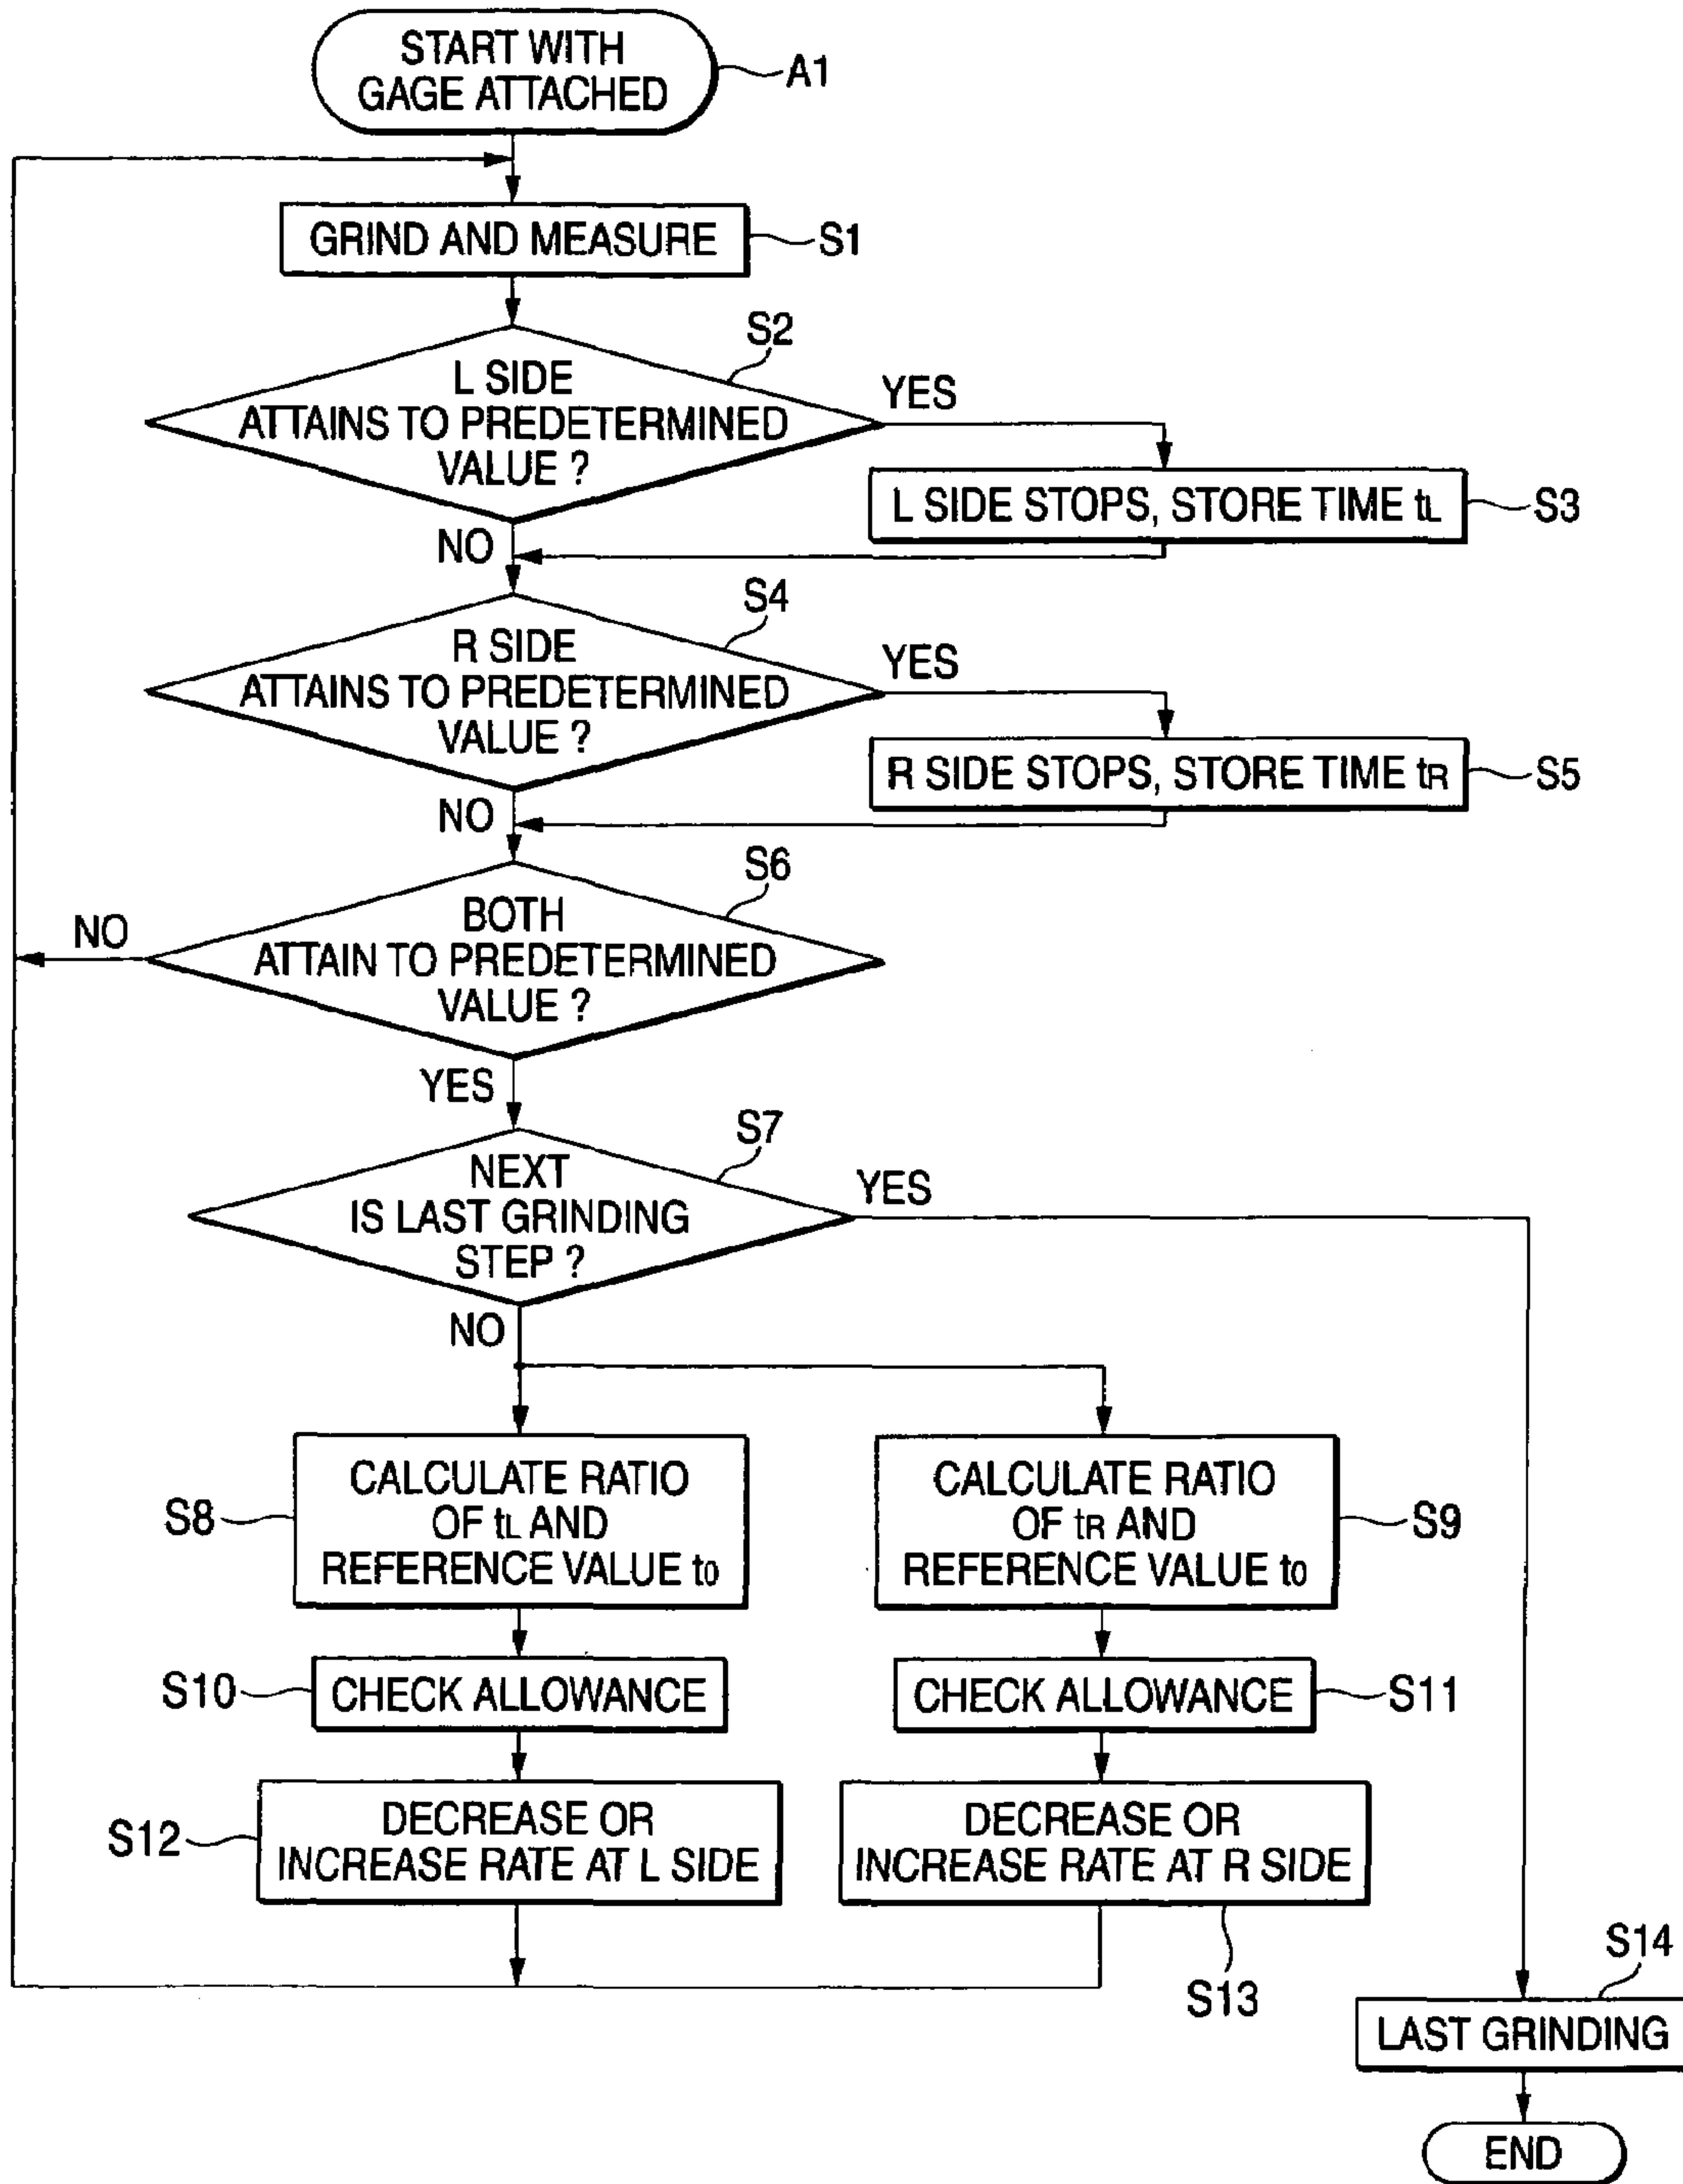 START WITH
GAGE ATTACHED
A1
GRIND AND MEASURE
S1
S2
L SIDE
ATTAINS TO PREDETERMINED
VALUE ?
YES
L SIDE STOPS, STORE TIME tL
S3
NO
S4
R SIDE
ATTAINS TO PREDETERMINED
VALUE ?
YES
R SIDE STOPS, STORE TIME tR
S5
NO
S6
BOTH
ATTAIN TO PREDETERMINED
VALUE ?
NO
YES
S7
NEXT
IS LAST GRINDING
STEP ?
YES
NO
S8
CALCULATE RATIO
OF tL AND
REFERENCE VALUE t0
CALCULATE RATIO
OF tR AND
REFERENCE VALUE t0
S9
S10
CHECK ALLOWANCE
CHECK ALLOWANCE
S11
S12
DECREASE OR
INCREASE RATE AT L SIDE
DECREASE OR
INCREASE RATE AT R SIDE
S13
S14
LAST GRINDING
END